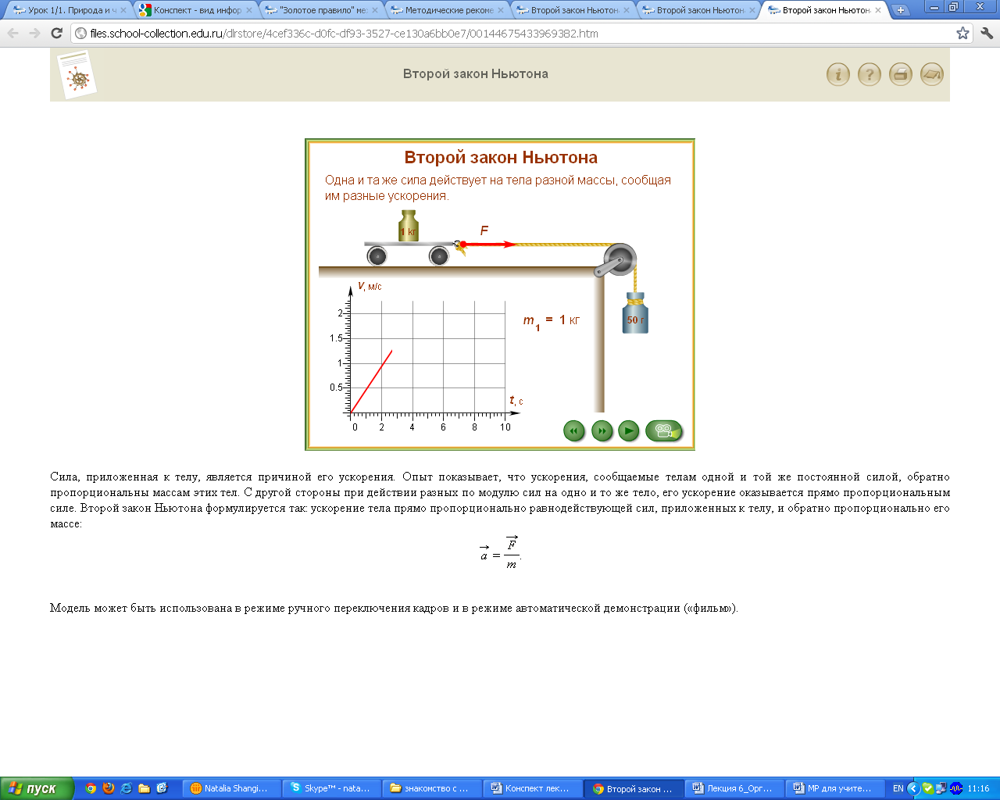 Урок 1/1. Природа и ч
Конспект - вид инфор
"Золотое правило" ме
Методические рекоме
Второй закон Ньютон
Второй закон Ньютон
Второй закон Ньютон
files.school-collection.edu.ru/dlrstore/4cef336c-d0fc-df93-3527-ce130a6bb0e7/00144675433969382.htm
Второй закон Ньютона
Второй закон Ньютона
Одна и та же сила действует на тела разной массы, сообщая
им разные ускорения.
1 кг
F
50 г
v, м/с
m1 = 1 кг
2
1.5
1
0.5
t, с
0 2 4 6 8 10
Сила, приложенная к телу, является причиной его ускорения. Опыт показывает, что ускорения, сообщаемые телам одной и той же постоянной силой, обратно
пропорциональны массам этих тел. С другой стороны при действии разных по модулю сил на одно и то же тело, его ускорение оказывается прямо пропорциональным
силе. Второй закон Ньютона формулируется так: ускорение тела прямо пропорционально равнодействующей сил, приложенных к телу, и обратно пропорционально его
массе:
a = F/m.
Модель может быть использована в режиме ручного переключения кадров и в режиме автоматической демонстрации («фильм»).
пуск
Natalia Shangi...
Skype™ - nata...
знакомство с ...
Конспект лек...
Второй закон ...
Лекция 6_Орг...
МР для учите...
EN
11:16